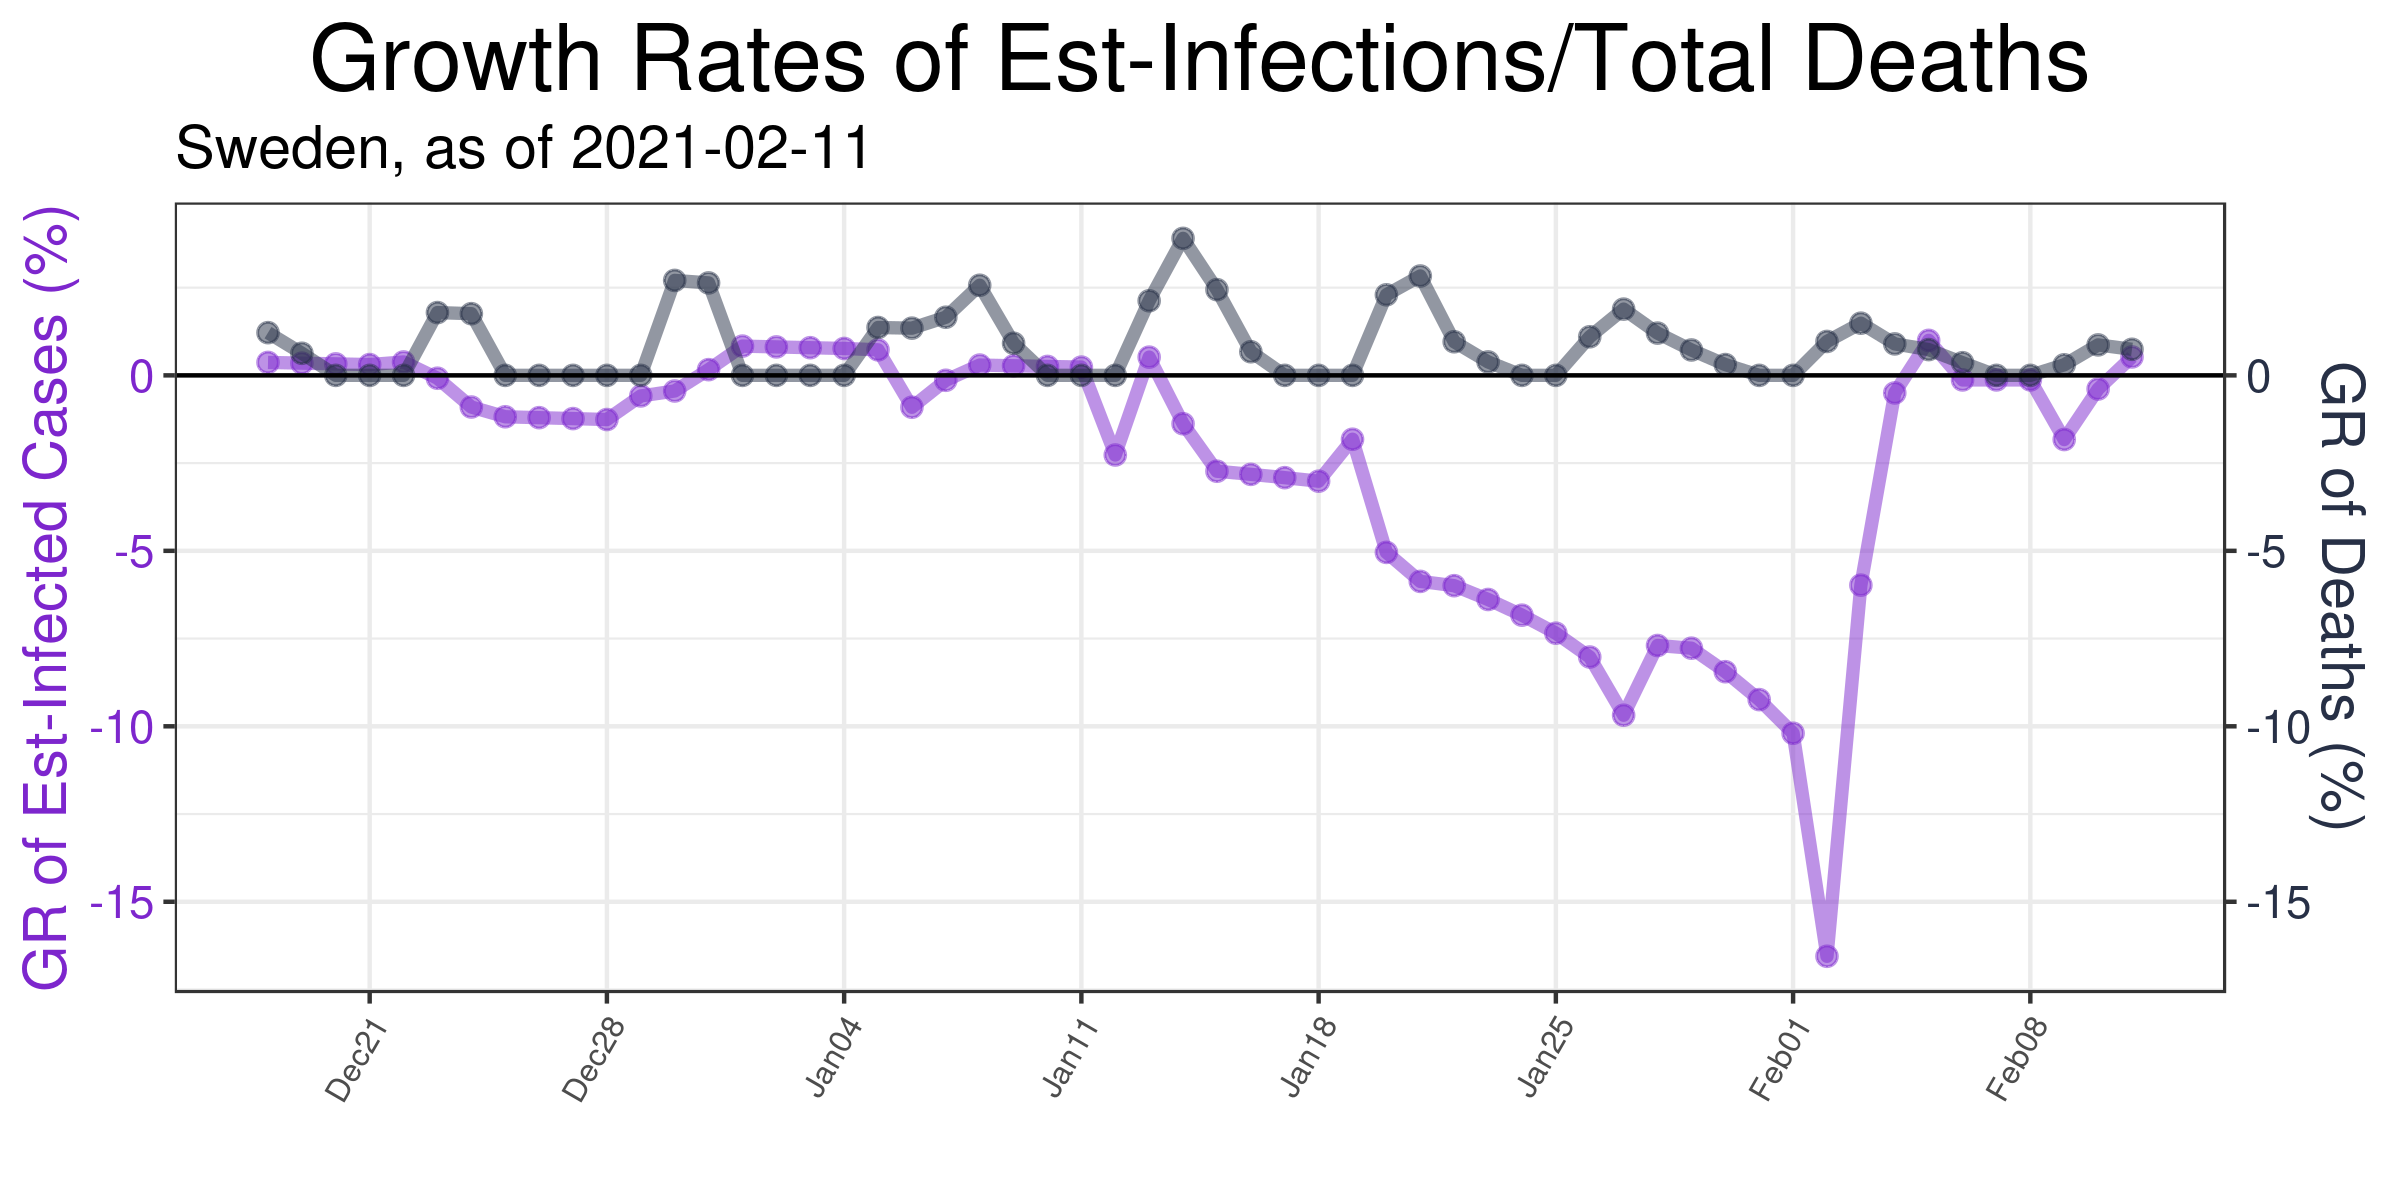 Growth Rates of Est-Infections/Total Deaths
Sweden, as of 2021-02-11
GR of Est-Infected Cases (%)
0
-5
-10
-15
0
-5
-10
-15
GR of Deaths (%)
Dec21
Dec28
Jan04
Jan11
Jan18
Jan25
Feb01
Feb08